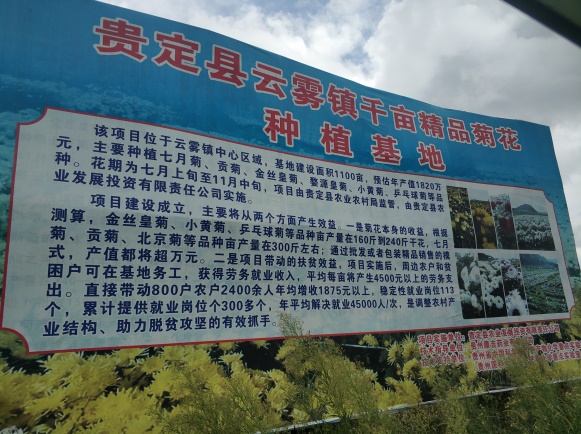 贵定县云雾镇千亩精品菊花
种植基地
该项目位于云雾镇中心区域，基地建设面积1100亩，预估年产值1820万
元，主要种植七月菊、贡菊、金丝皇菊、婺源皇菊、小黄菊、乒乓球菊等品
种。花期为七月上旬至11月中旬，项目由贵定县农业农村局监管，由贵定县农
业发展投资有限责任公司实施。
项目建设成立，主要将从两个方面产生效益。一是菊花本身的收益，根据
测算，金丝皇菊、小黄菊、乒乓球菊等品种亩产量在160斤到240斤干花，七月
菊、贡菊、北京菊等品种亩产量在300斤左右；通过批发或者包装精品销售的模
式，产值都将超万元。二是项目带动的扶贫效益，项目实施后，周边农户和贫
困户可在基地务工，获得劳务就业收入，平均每亩将产生4500元以上的劳务支
出。直接带动800户农户2400余人年均增收1875元以上，稳定性就业岗位113
个，累计提供就业岗位个300多个，年平均解决就业45000人/次，是调整农村产
业结构、助力脱贫攻坚的有效抓手。